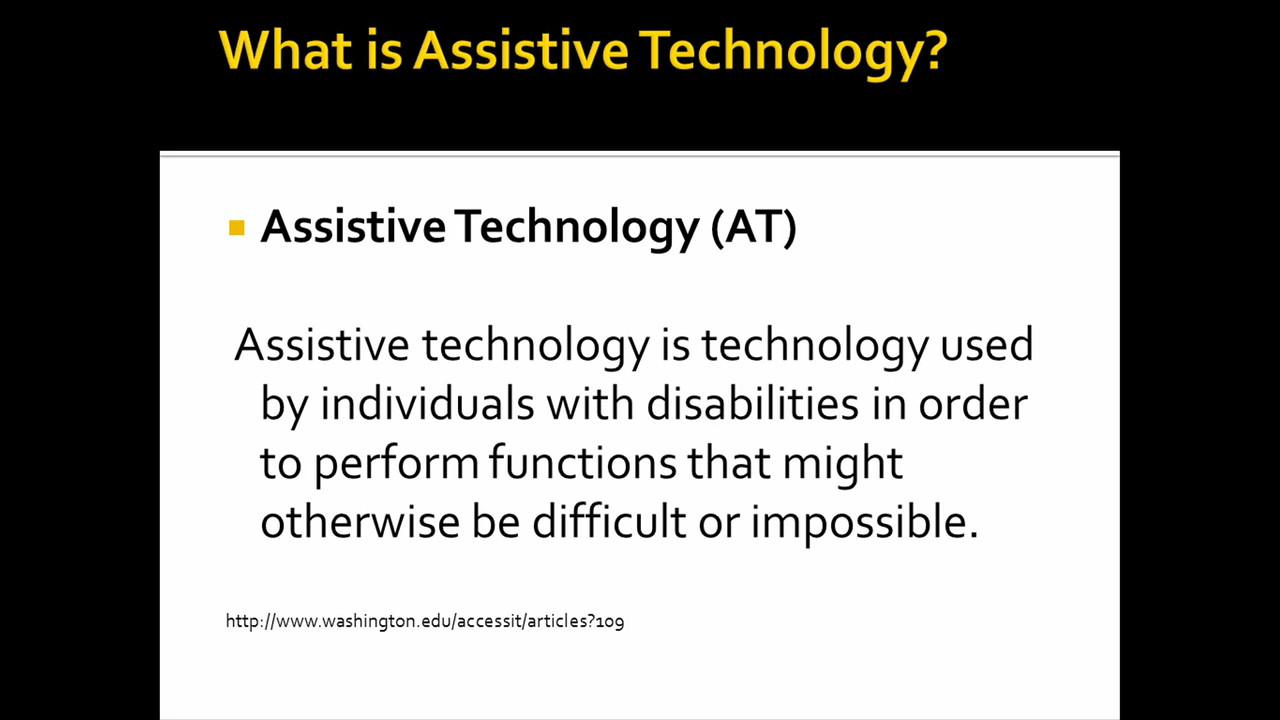 What is Assistive Technology?
Assistive Technology (AT)
Assistive technology is technology used
by individuals with disabilities in order
to perform functions that might
otherwise be difficult or impossible.
http://www.washington.edu/accessit/articles?109